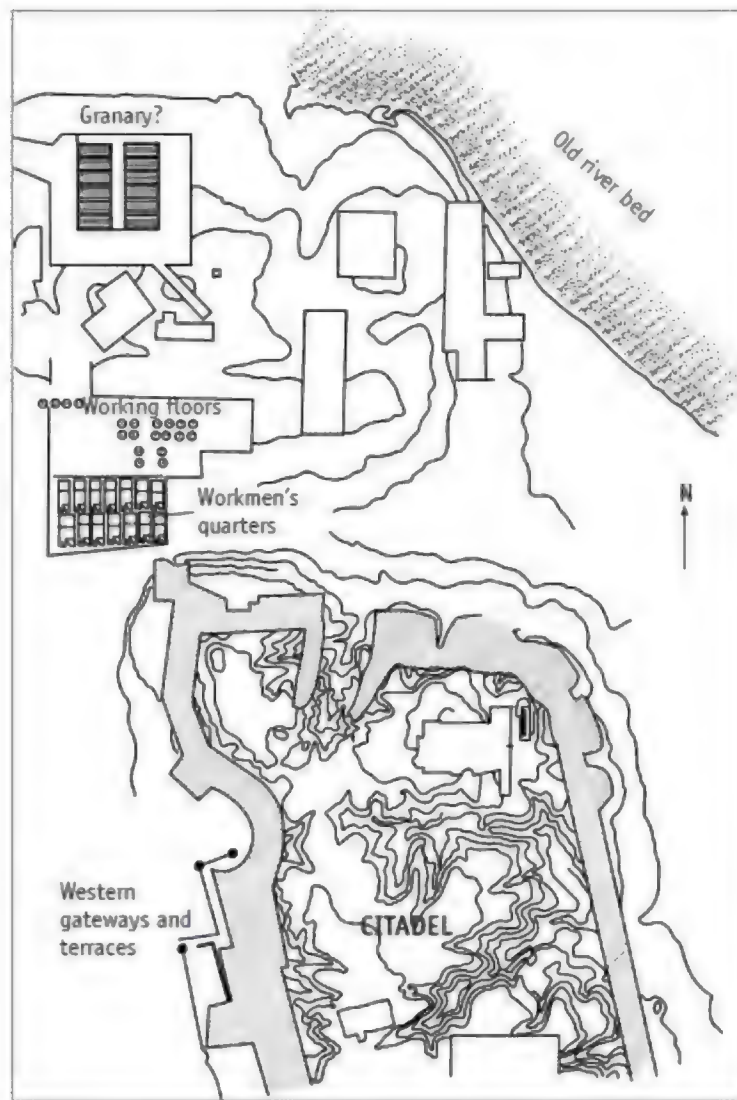 Granary?
Old river bed
Working floors
Workmen's
quarters
N
Western
gateways and
terraces
CITADEL